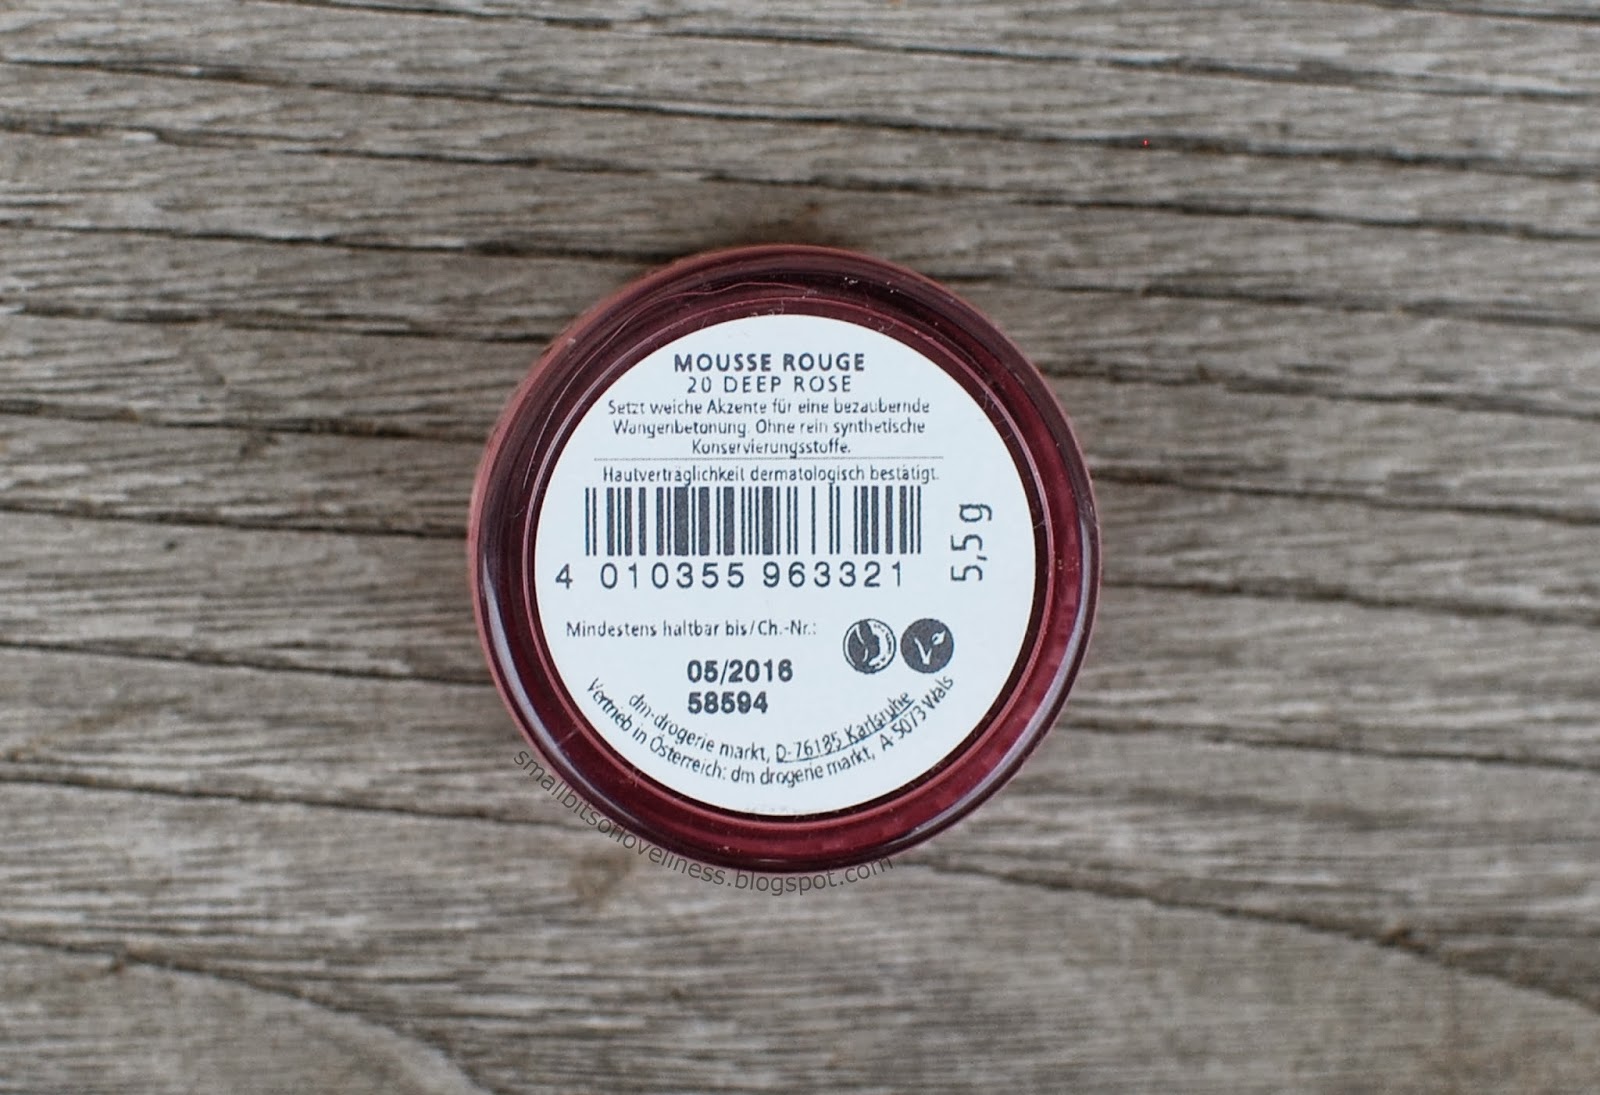 MOUSSE ROUGE
20 DEEP ROSE
Setzt weiche Akzente für eine bezaubernde
Wangenbetonung. Ohne rein synthetische
Konservierungsstoffe.
Hautverträglichkeit dermatologisch bestätigt.
4 010355 963321
5,5 g
Mindestens haltbar bis/Ch.-Nr.:
05/2016
58594
dm-drogerie markt, D-76185 Karlsruhe
Vertrieb in Österreich: dm drogerie markt, A-5073 Wals
smallbitsofloveliness.blogspot.com